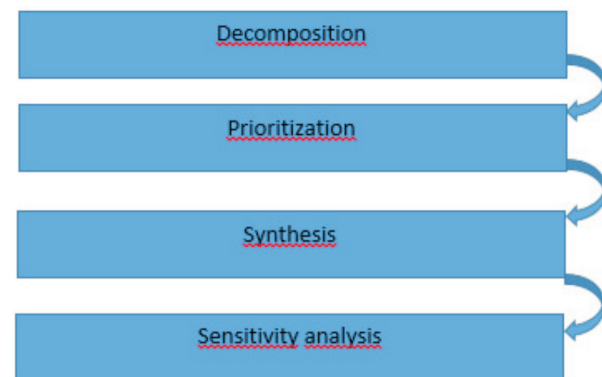 Decomposition
Prioritization
Synthesis
Sensitivity analysis